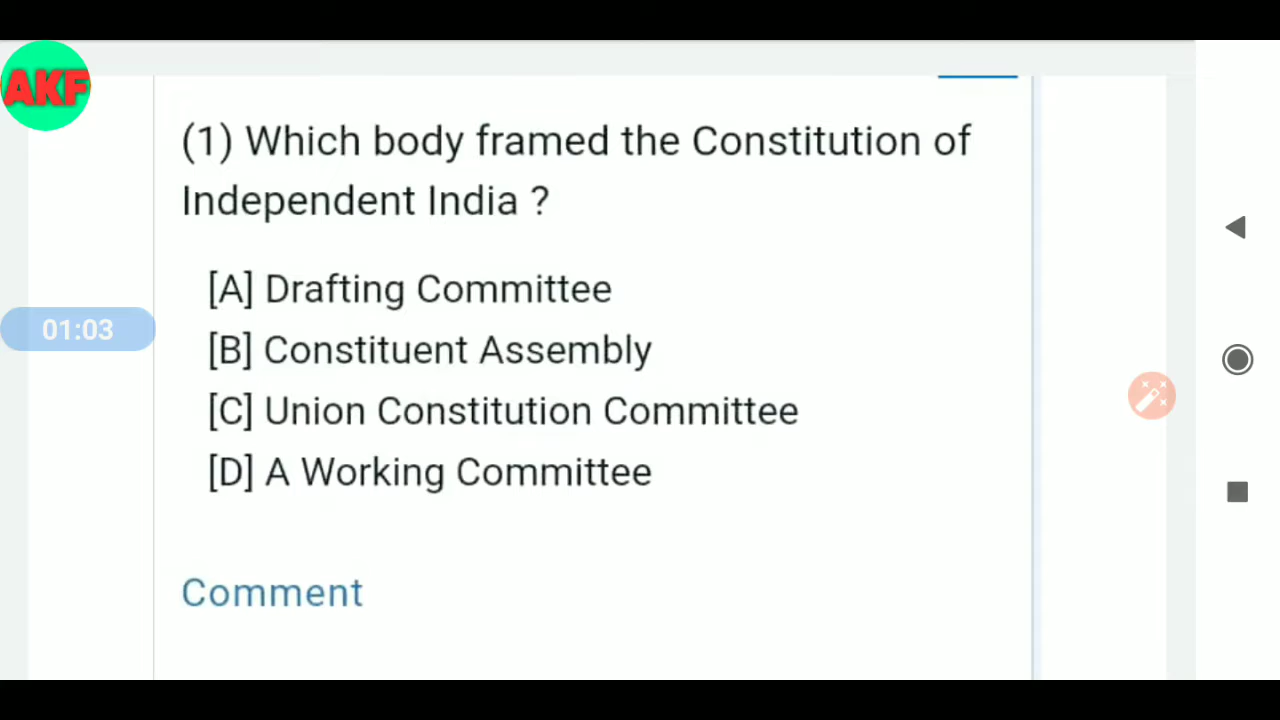 AKF
(1) Which body framed the Constitution of
Independent India ?
[A] Drafting Committee
01:03
[B] Constituent Assembly
[C] Union Constitution Committee
[D] A Working Committee
Comment